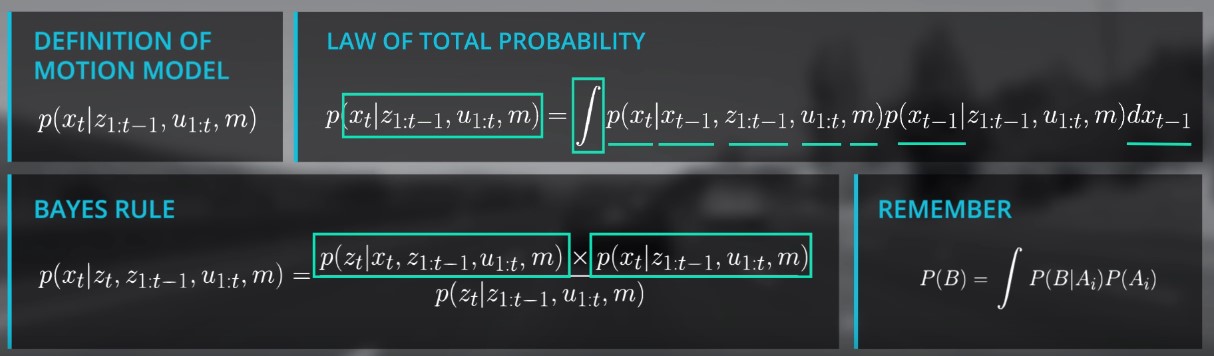 DEFINITION OF
MOTION MODEL
p(x_t|z_{1:t−1}, u_{1:t}, m)
LAW OF TOTAL PROBABILITY
p(x_t|z_{1:t−1}, u_{1:t}, m) = ∫ p(x_t|x_{t−1}, z_{1:t−1}, u_{1:t}, m)p(x_{t−1}|z_{1:t−1}, u_{1:t}, m)dx_{t−1}
BAYES RULE
p(x_t|z_t, z_{1:t−1}, u_{1:t}, m) = \frac{p(z_t|x_t, z_{1:t−1}, u_{1:t}, m) × p(x_t|z_{1:t−1}, u_{1:t}, m)}{p(z_t|z_{1:t−1}, u_{1:t}, m)}
REMEMBER
P(B) = ∫ P(B|A_i)P(A_i)